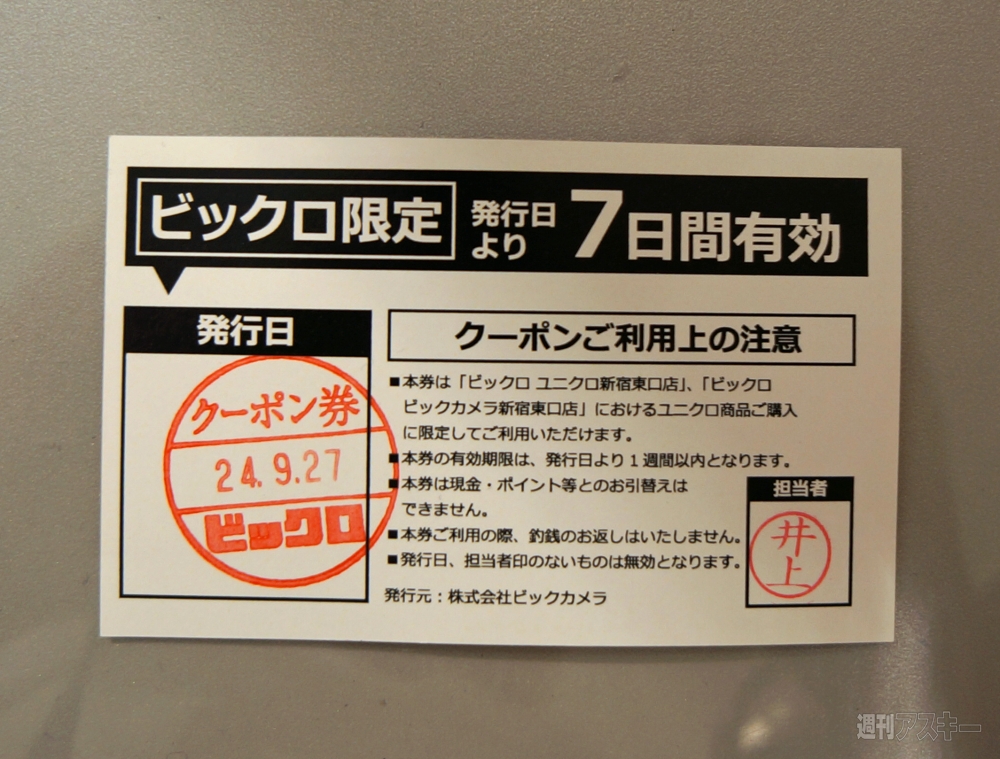 ビックロ限定
発行日
より
7日間有効
発行日
クーポン券
24.9.27
ビックロ
クーポンご利用上の注意
■本券は「ビックロ ユニクロ新宿東口店」、「ビックロ
ビックカメラ新宿東口店」におけるユニクロ商品ご購入
に限定してご利用いただけます。
■本券の有効期限は、発行日より1週間以内となります。
■本券は現金・ポイント等とのお引替えは
できません。
■本券ご利用の際、釣銭のお返しはいたしません。
■発行日、担当者印のないものは無効となります。
発行元：株式会社ビックカメラ
担当者
井上
週刊アスキー